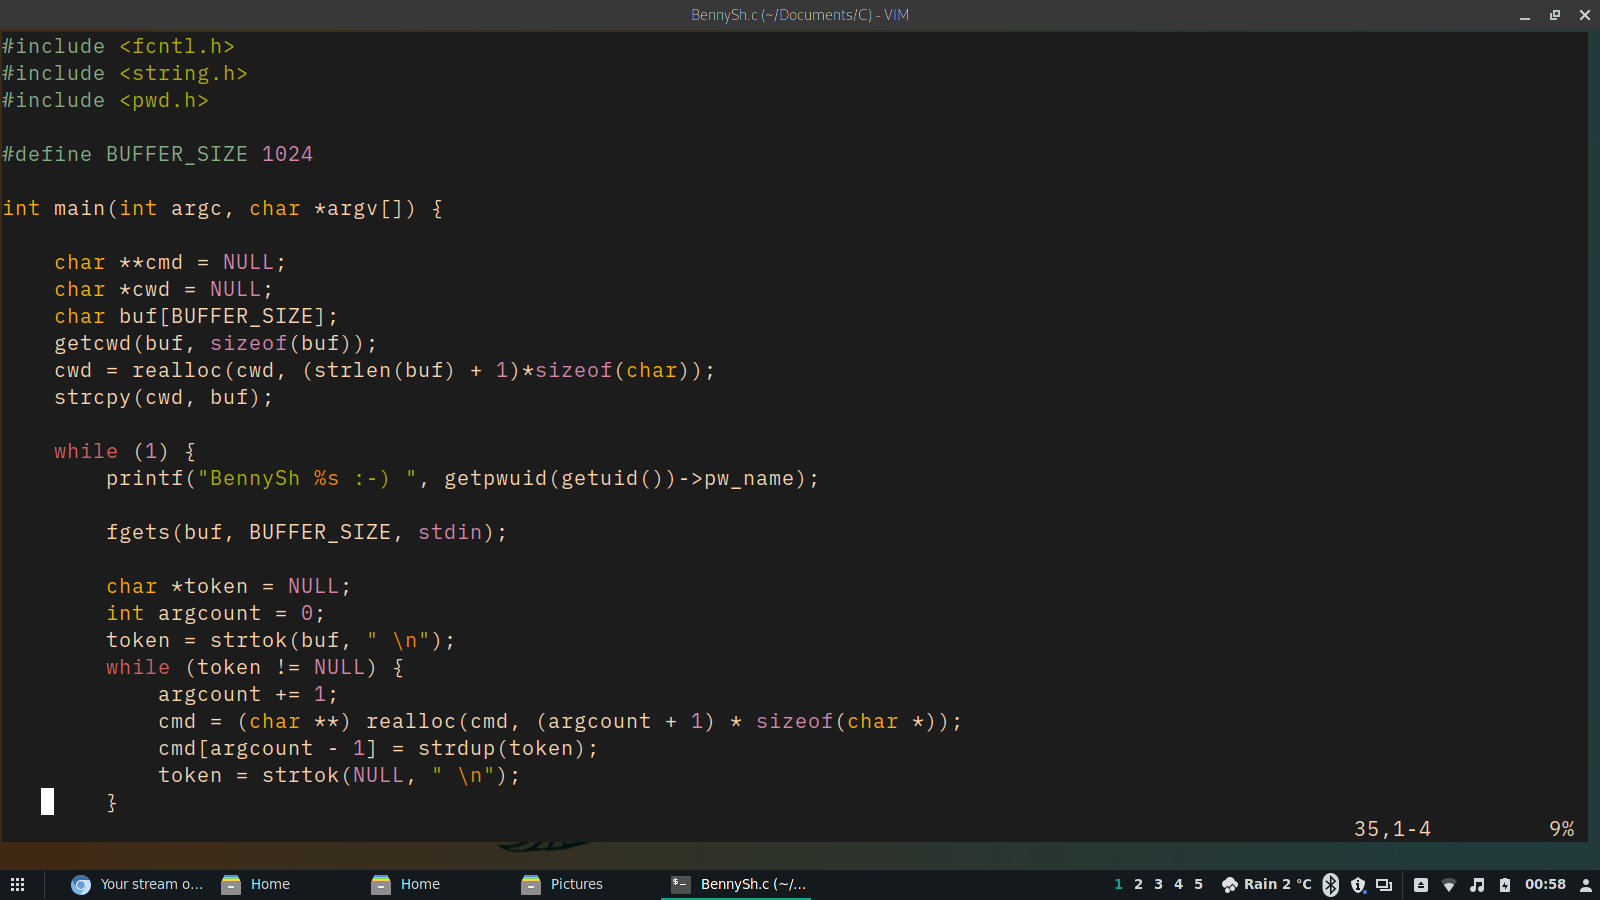 BennySh.c (~/Documents/C) - VIM
#include <fcntl.h>
#include <string.h>
#include <pwd.h>
#define BUFFER_SIZE 1024
int main(int argc, char *argv[]) {
char **cmd = NULL;
char *cwd = NULL;
char buf[BUFFER_SIZE];
getcwd(buf, sizeof(buf));
cwd = realloc(cwd, (strlen(buf) + 1)*sizeof(char));
strcpy(cwd, buf);
while (1) {
printf("BennySh %s :-) ", getpwuid(getuid())->pw_name);
fgets(buf, BUFFER_SIZE, stdin);
char *token = NULL;
int argcount = 0;
token = strtok(buf, " \n");
while (token != NULL) {
argcount += 1;
cmd = (char **) realloc(cmd, (argcount + 1) * sizeof(char *));
cmd[argcount - 1] = strdup(token);
token = strtok(NULL, " \n");
}
35,1-4 9%
Your stream o... Home Home Pictures BennySh.c (~/... 1 2 3 4 5 Rain 2 °C 00:58